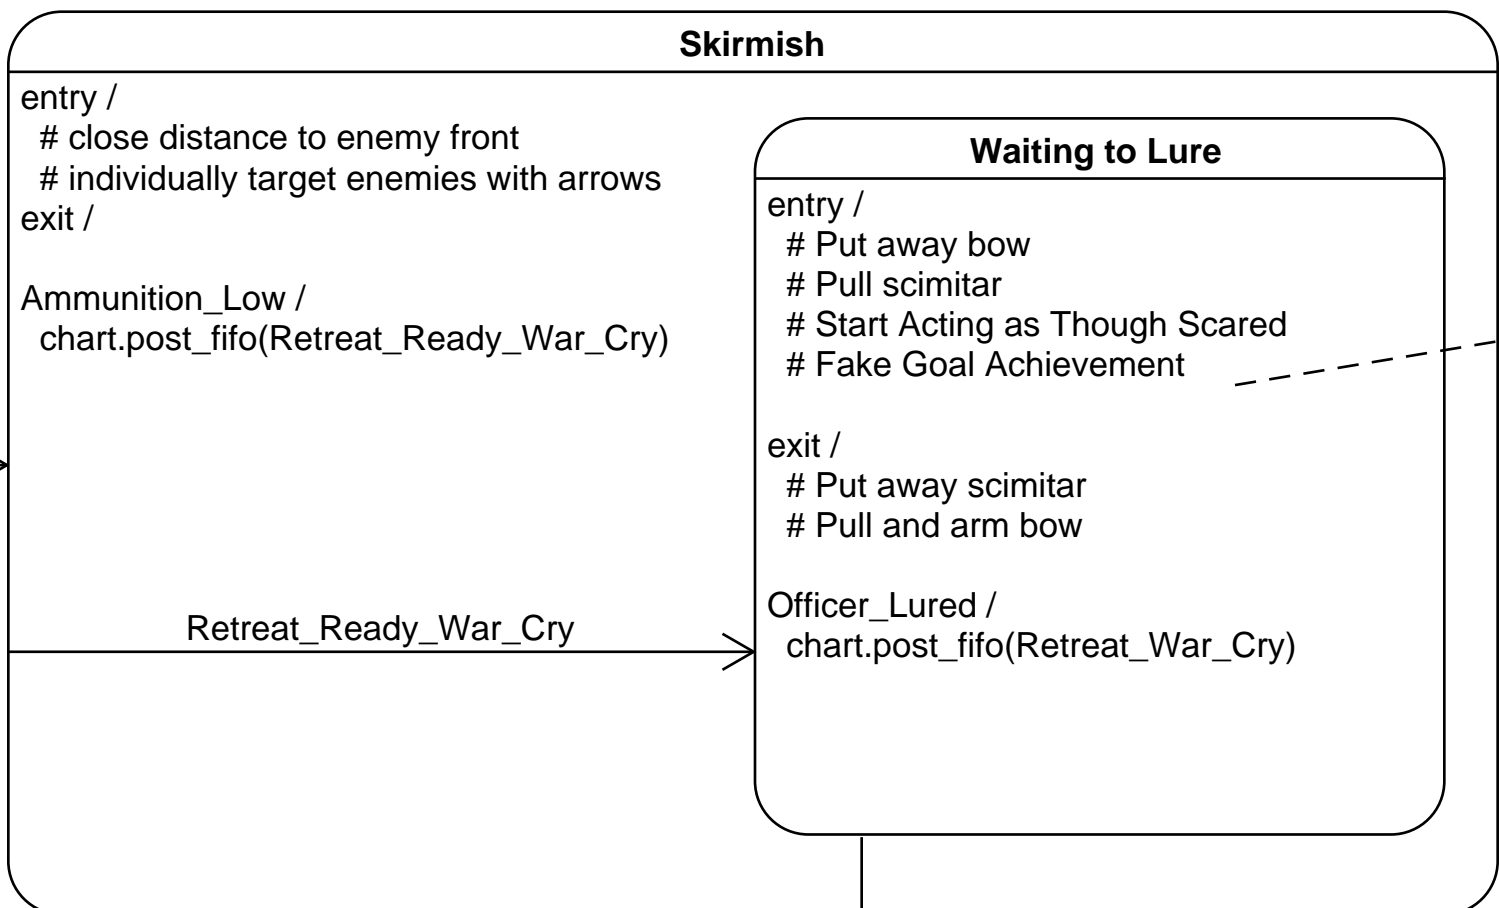 Skirmish
entry /
# close distance to enemy front
# individually target enemies with arrows
exit /
Ammunition_Low /
chart.post_fifo(Retreat_Ready_War_Cry)
Retreat_Ready_War_Cry
Waiting to Lure
entry /
# Put away bow
# Pull scimitar
# Start Acting as Though Scared
# Fake Goal Achievement
exit /
# Put away scimitar
# Pull and arm bow
Officer_Lured /
chart.post_fifo(Retreat_War_Cry)